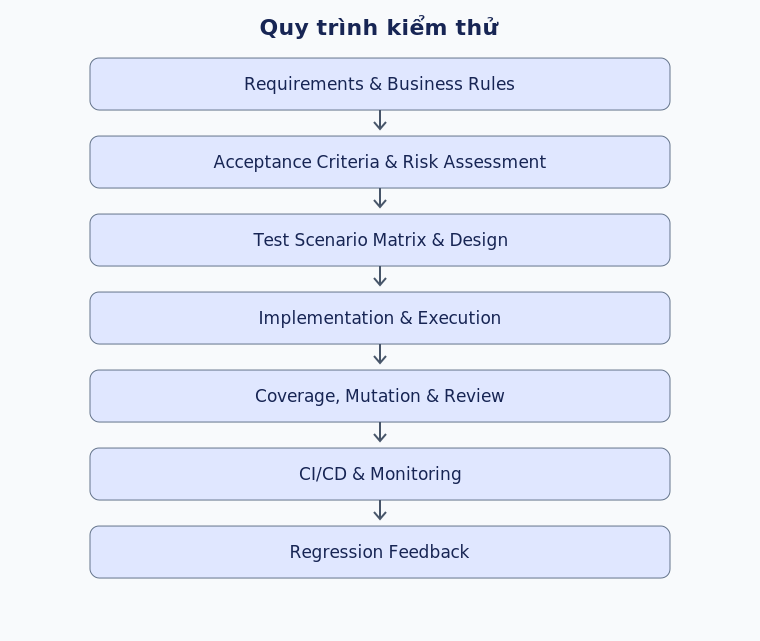 Quy trình kiểm thử
Requirements & Business Rules
Acceptance Criteria & Risk Assessment
Test Scenario Matrix & Design
Implementation & Execution
Coverage, Mutation & Review
CI/CD & Monitoring
Regression Feedback